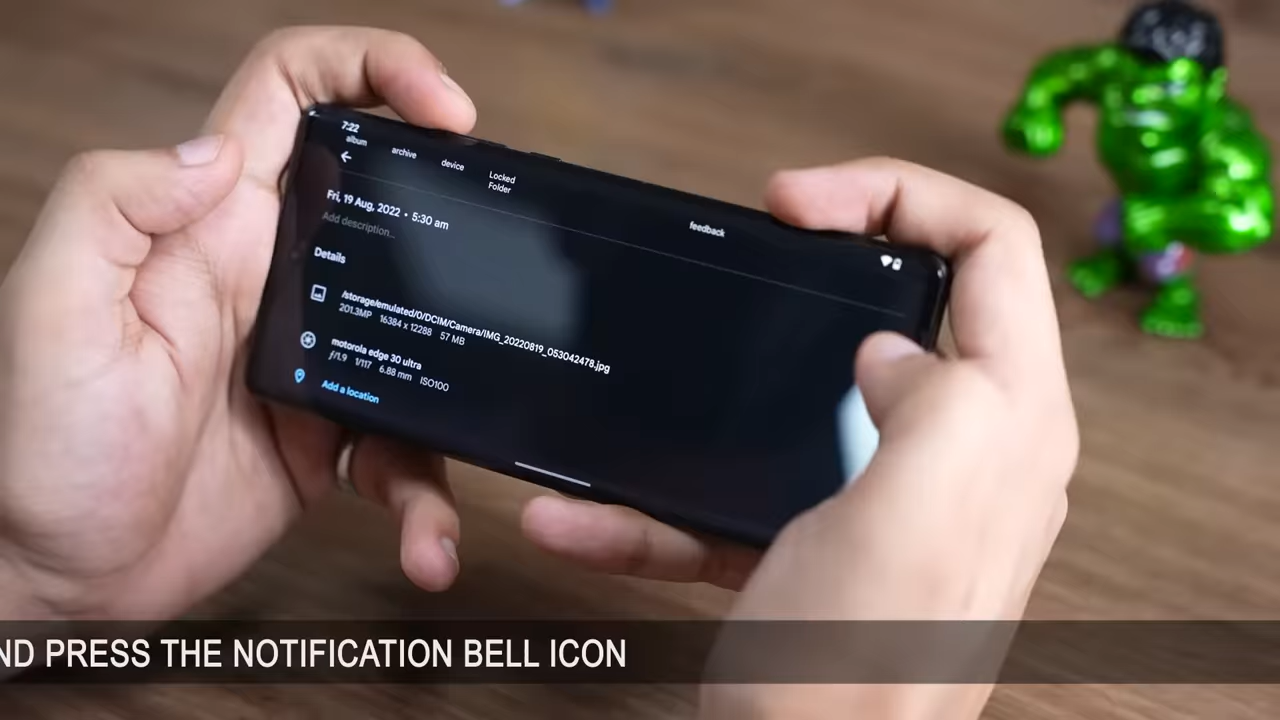 7:22
album
archive
device
Locked
Folder
feedback
Fri, 19 Aug, 2022 • 5:30 am
Add description...
Details
/storage/emulated/0/DCIM/Camera/IMG_20220819_053042478.jpg
201.3MP 16384 x 12288 57 MB
motorola edge 30 ultra
ƒ/1.9 1/117 6.88 mm ISO100
Add a location
ND PRESS THE NOTIFICATION BELL ICON